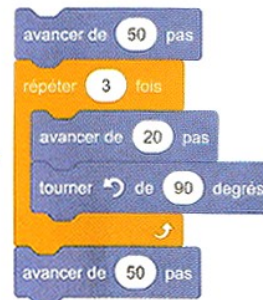 avancer de 50 pas
répéter 3 fois
avancer de 20 pas
tourner de 90 degrés
avancer de 50 pas